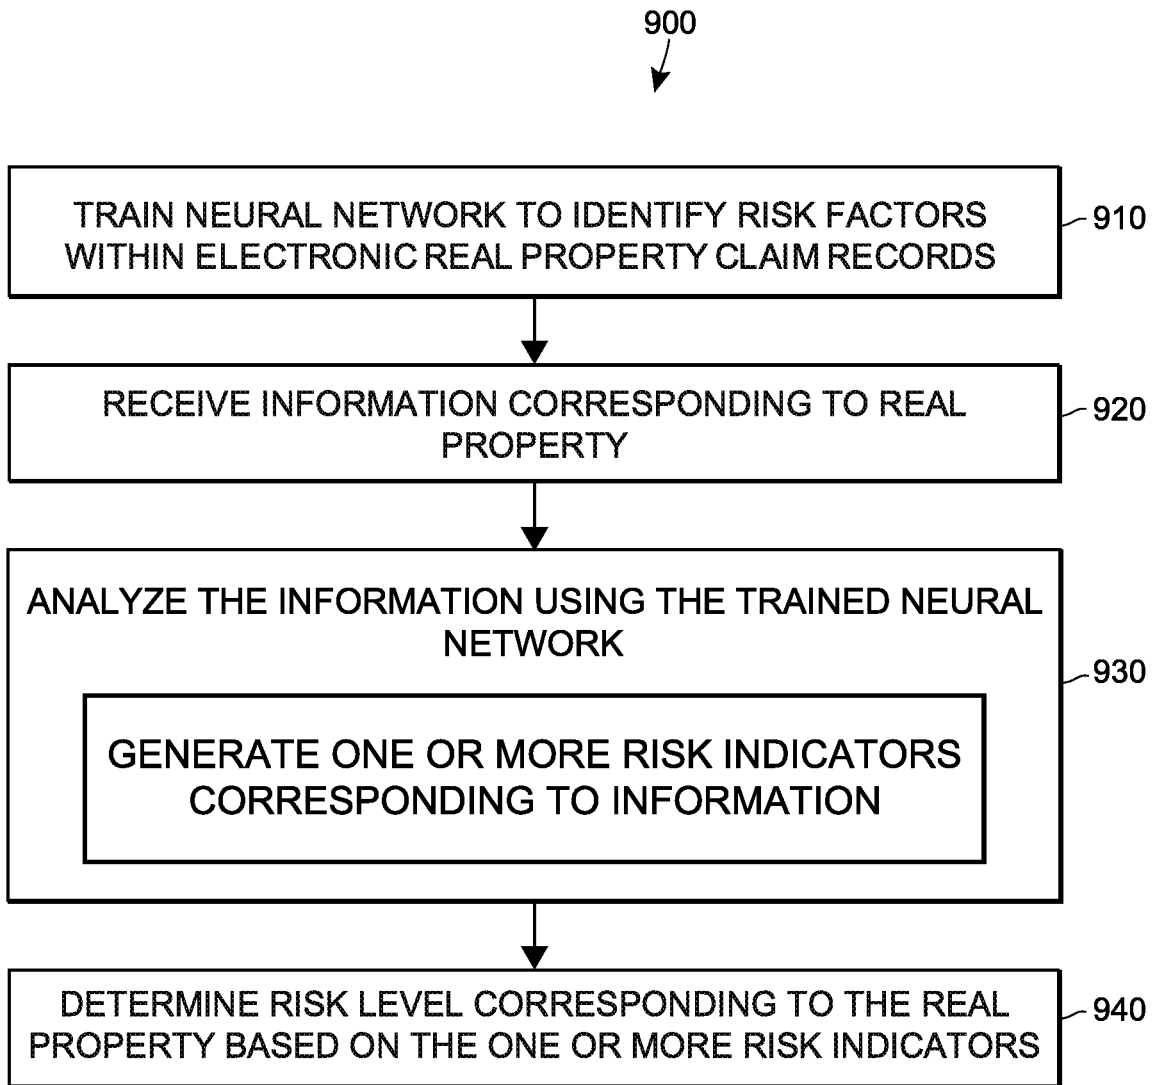 900
TRAIN NEURAL NETWORK TO IDENTIFY RISK FACTORS
WITHIN ELECTRONIC REAL PROPERTY CLAIM RECORDS
910
RECEIVE INFORMATION CORRESPONDING TO REAL
PROPERTY
920
ANALYZE THE INFORMATION USING THE TRAINED NEURAL
NETWORK
930
GENERATE ONE OR MORE RISK INDICATORS
CORRESPONDING TO INFORMATION
DETERMINE RISK LEVEL CORRESPONDING TO THE REAL
PROPERTY BASED ON THE ONE OR MORE RISK INDICATORS
940